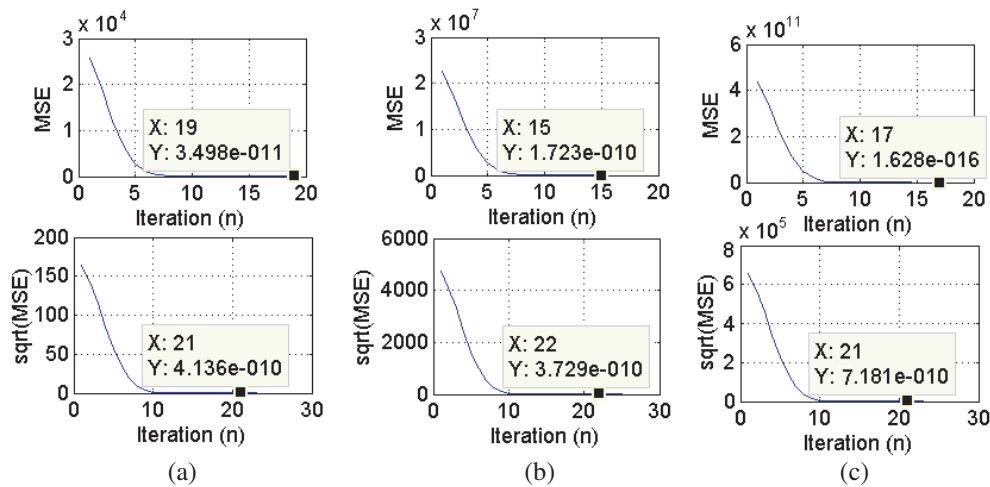 x 10^4
3
2
1
0
MSE
X: 19
Y: 3.498e-011
0 5 10 15 20
Iteration (n)
x 10^7
3
2
1
0
MSE
X: 15
Y: 1.723e-010
0 5 10 15 20
Iteration (n)
x 10^11
6
4
2
0
MSE
X: 17
Y: 1.628e-016
0 5 10 15 20
Iteration (n)
200
150
100
50
0
sqrt(MSE)
X: 21
Y: 4.136e-010
0 10 20 30
Iteration (n)
(a)
6000
4000
2000
0
sqrt(MSE)
X: 22
Y: 3.729e-010
0 10 20 30
Iteration (n)
(b)
x 10^5
8
6
4
2
0
sqrt(MSE)
X: 21
Y: 7.181e-010
0 10 20 30
Iteration (n)
(c)